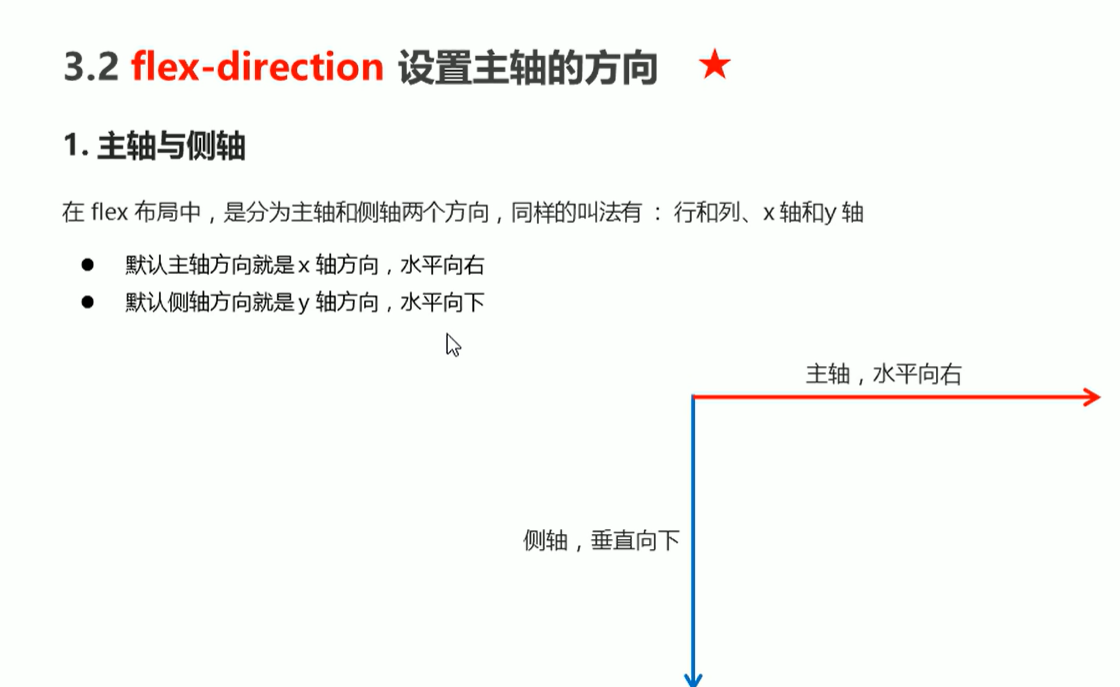 3.2 flex-direction 设置主轴的方向
1. 主轴与侧轴
在 flex 布局中，是分为主轴和侧轴两个方向，同样的叫法有 ： 行和列、x 轴和y 轴
默认主轴方向就是 x 轴方向，水平向右
默认侧轴方向就是 y 轴方向，水平向下
主轴，水平向右
侧轴，垂直向下